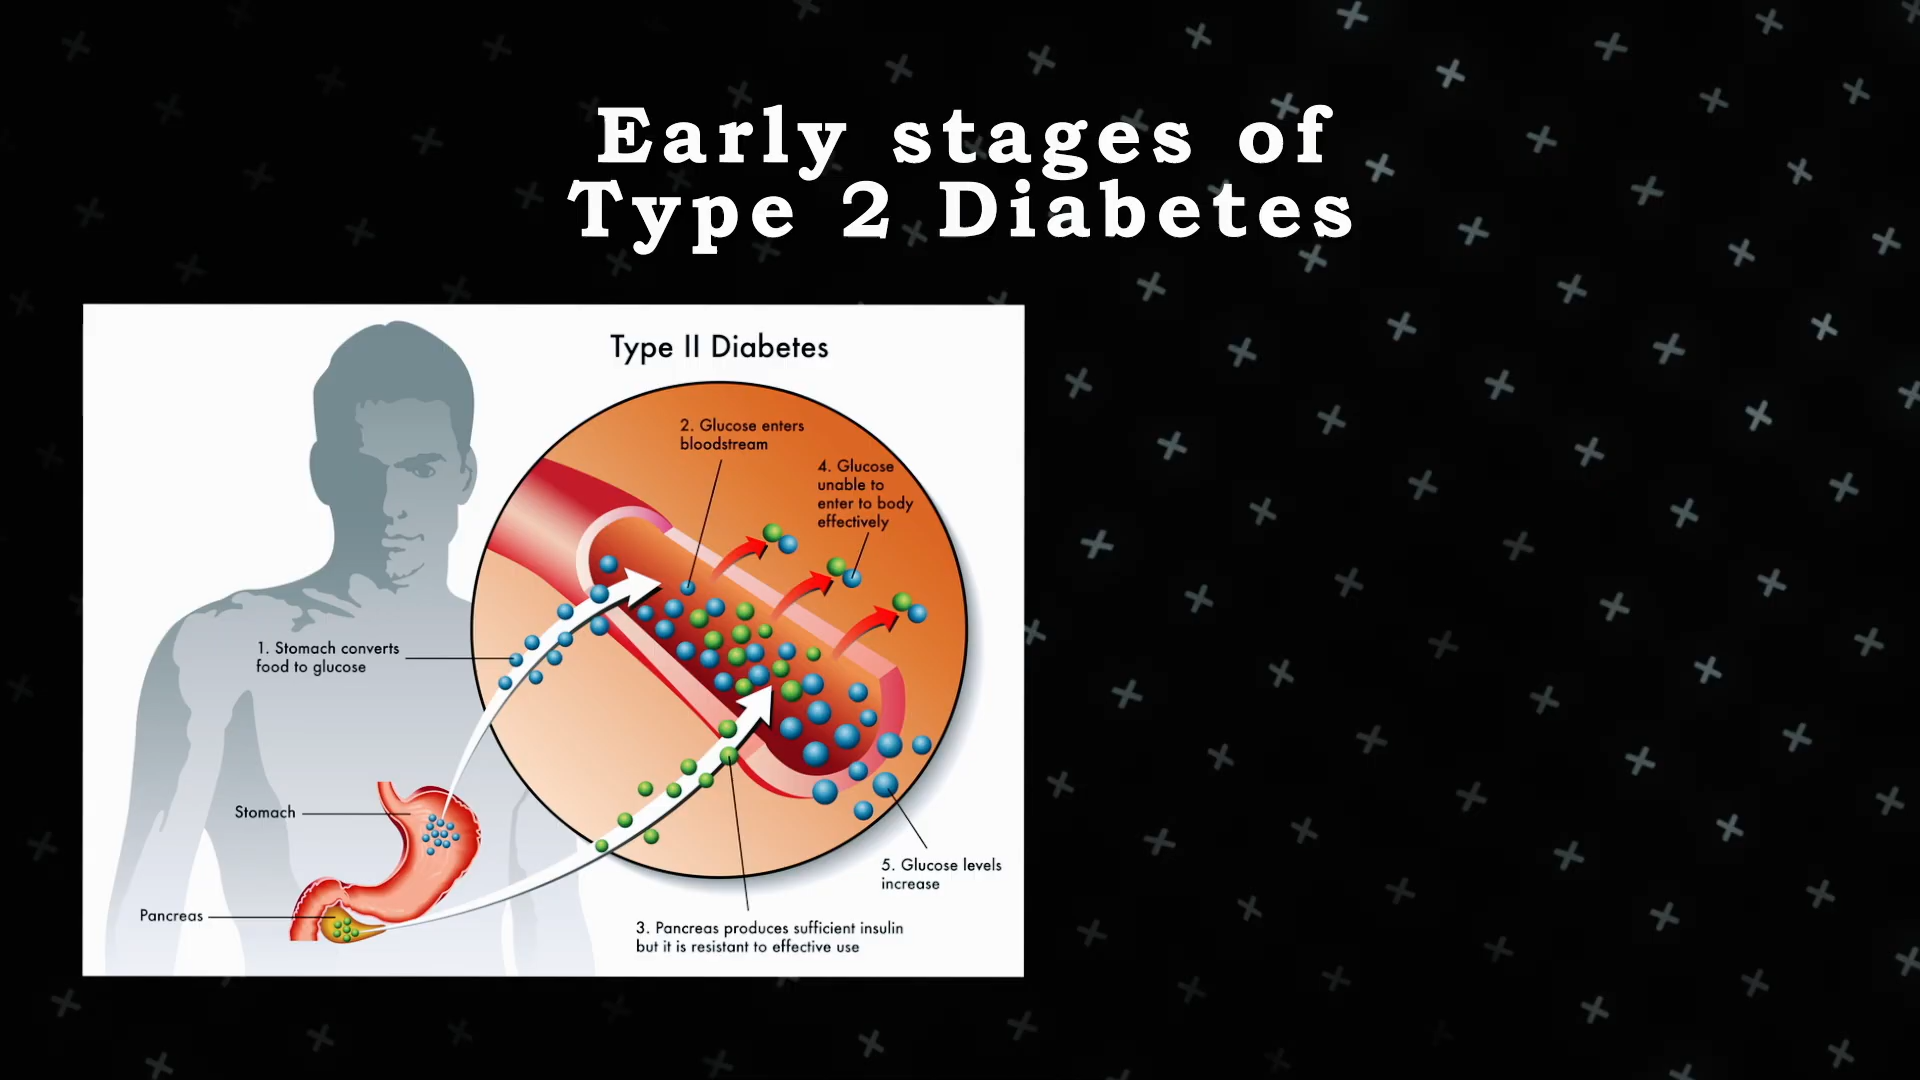 Early stages of
Type 2 Diabetes
Type II Diabetes
2. Glucose enters
bloodstream
4. Glucose
unable to
enter to body
effectively
1. Stomach converts
food to glucose
Stomach
Pancreas
5. Glucose levels
increase
3. Pancreas produces sufficient insulin
but it is resistant to effective use